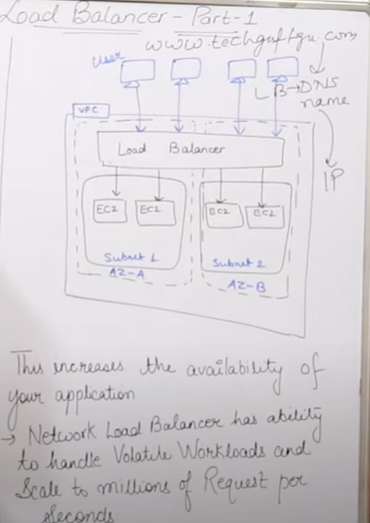 Load Balancer - Part-1
www.techguftgu.com
User
LB → DNS
name
VPC
IP
Load Balancer
EC2 EC2 EC2 EC2
Subnet 1 Subnet 2
AZ-A AZ-B
This increases the availability of
your application
→ Network Load Balancer has ability
to handle Volatile Workloads and
Scale to millions of Request per
Seconds